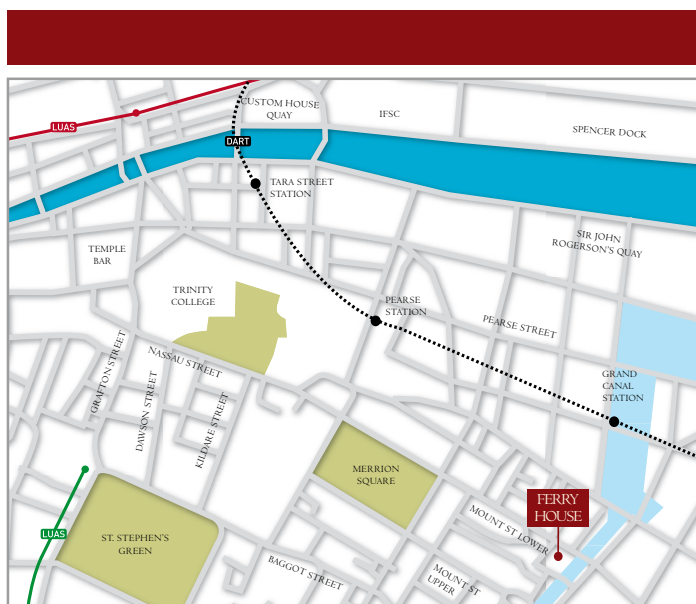 CUSTOM HOUSE
QUAY
IFSC
SPENCER DOCK
LUAS
DART
TARA STREET
STATION
SIR JOHN
ROGERSON'S QUAY
TEMPLE
BAR
TRINITY
COLLEGE
PEARSE
STATION
PEARSE STREET
NASSAU STREET
GRAFTON STREET
DAWSON STREET
KILDARE STREET
GRAND
CANAL
STATION
MERRION
SQUARE
FERRY
HOUSE
MOUNT ST LOWER
LUAS
ST. STEPHEN'S
GREEN
BAGGOT STREET
MOUNT ST
UPPER